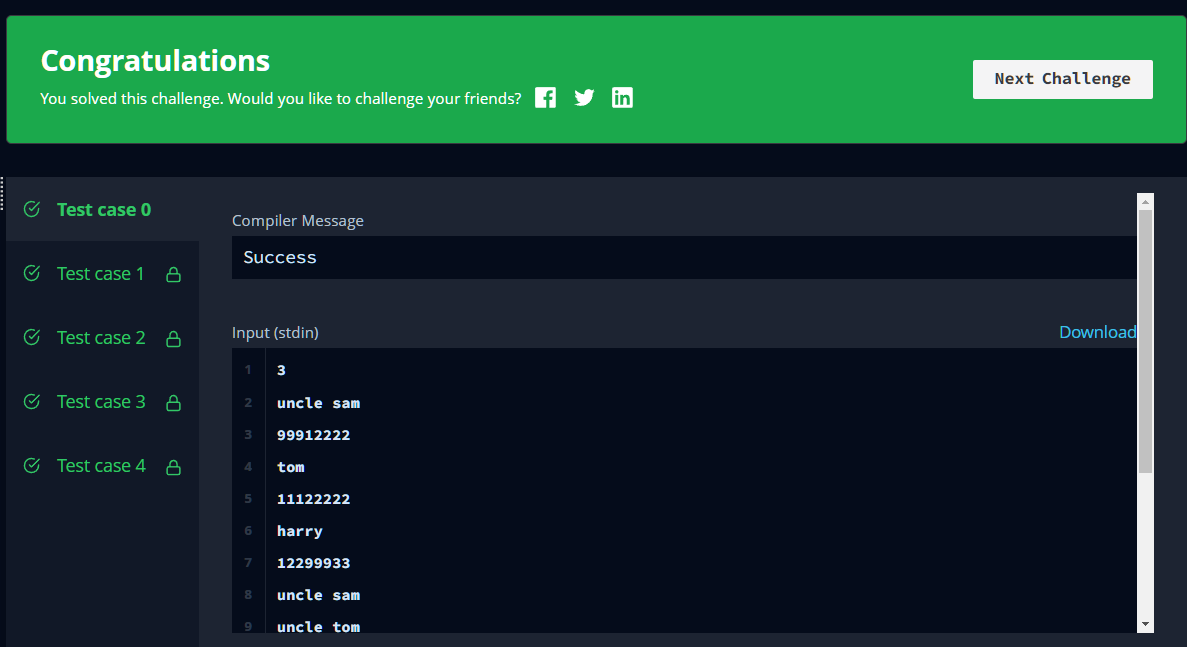 Congratulations
You solved this challenge. Would you like to challenge your friends?
Next Challenge
Test case 0
Test case 1
Test case 2
Test case 3
Test case 4
Compiler Message
Success
Input (stdin)
Download
1 3
2 uncle sam
3 99912222
4 tom
5 11122222
6 harry
7 12299933
8 uncle sam
9 uncle tom